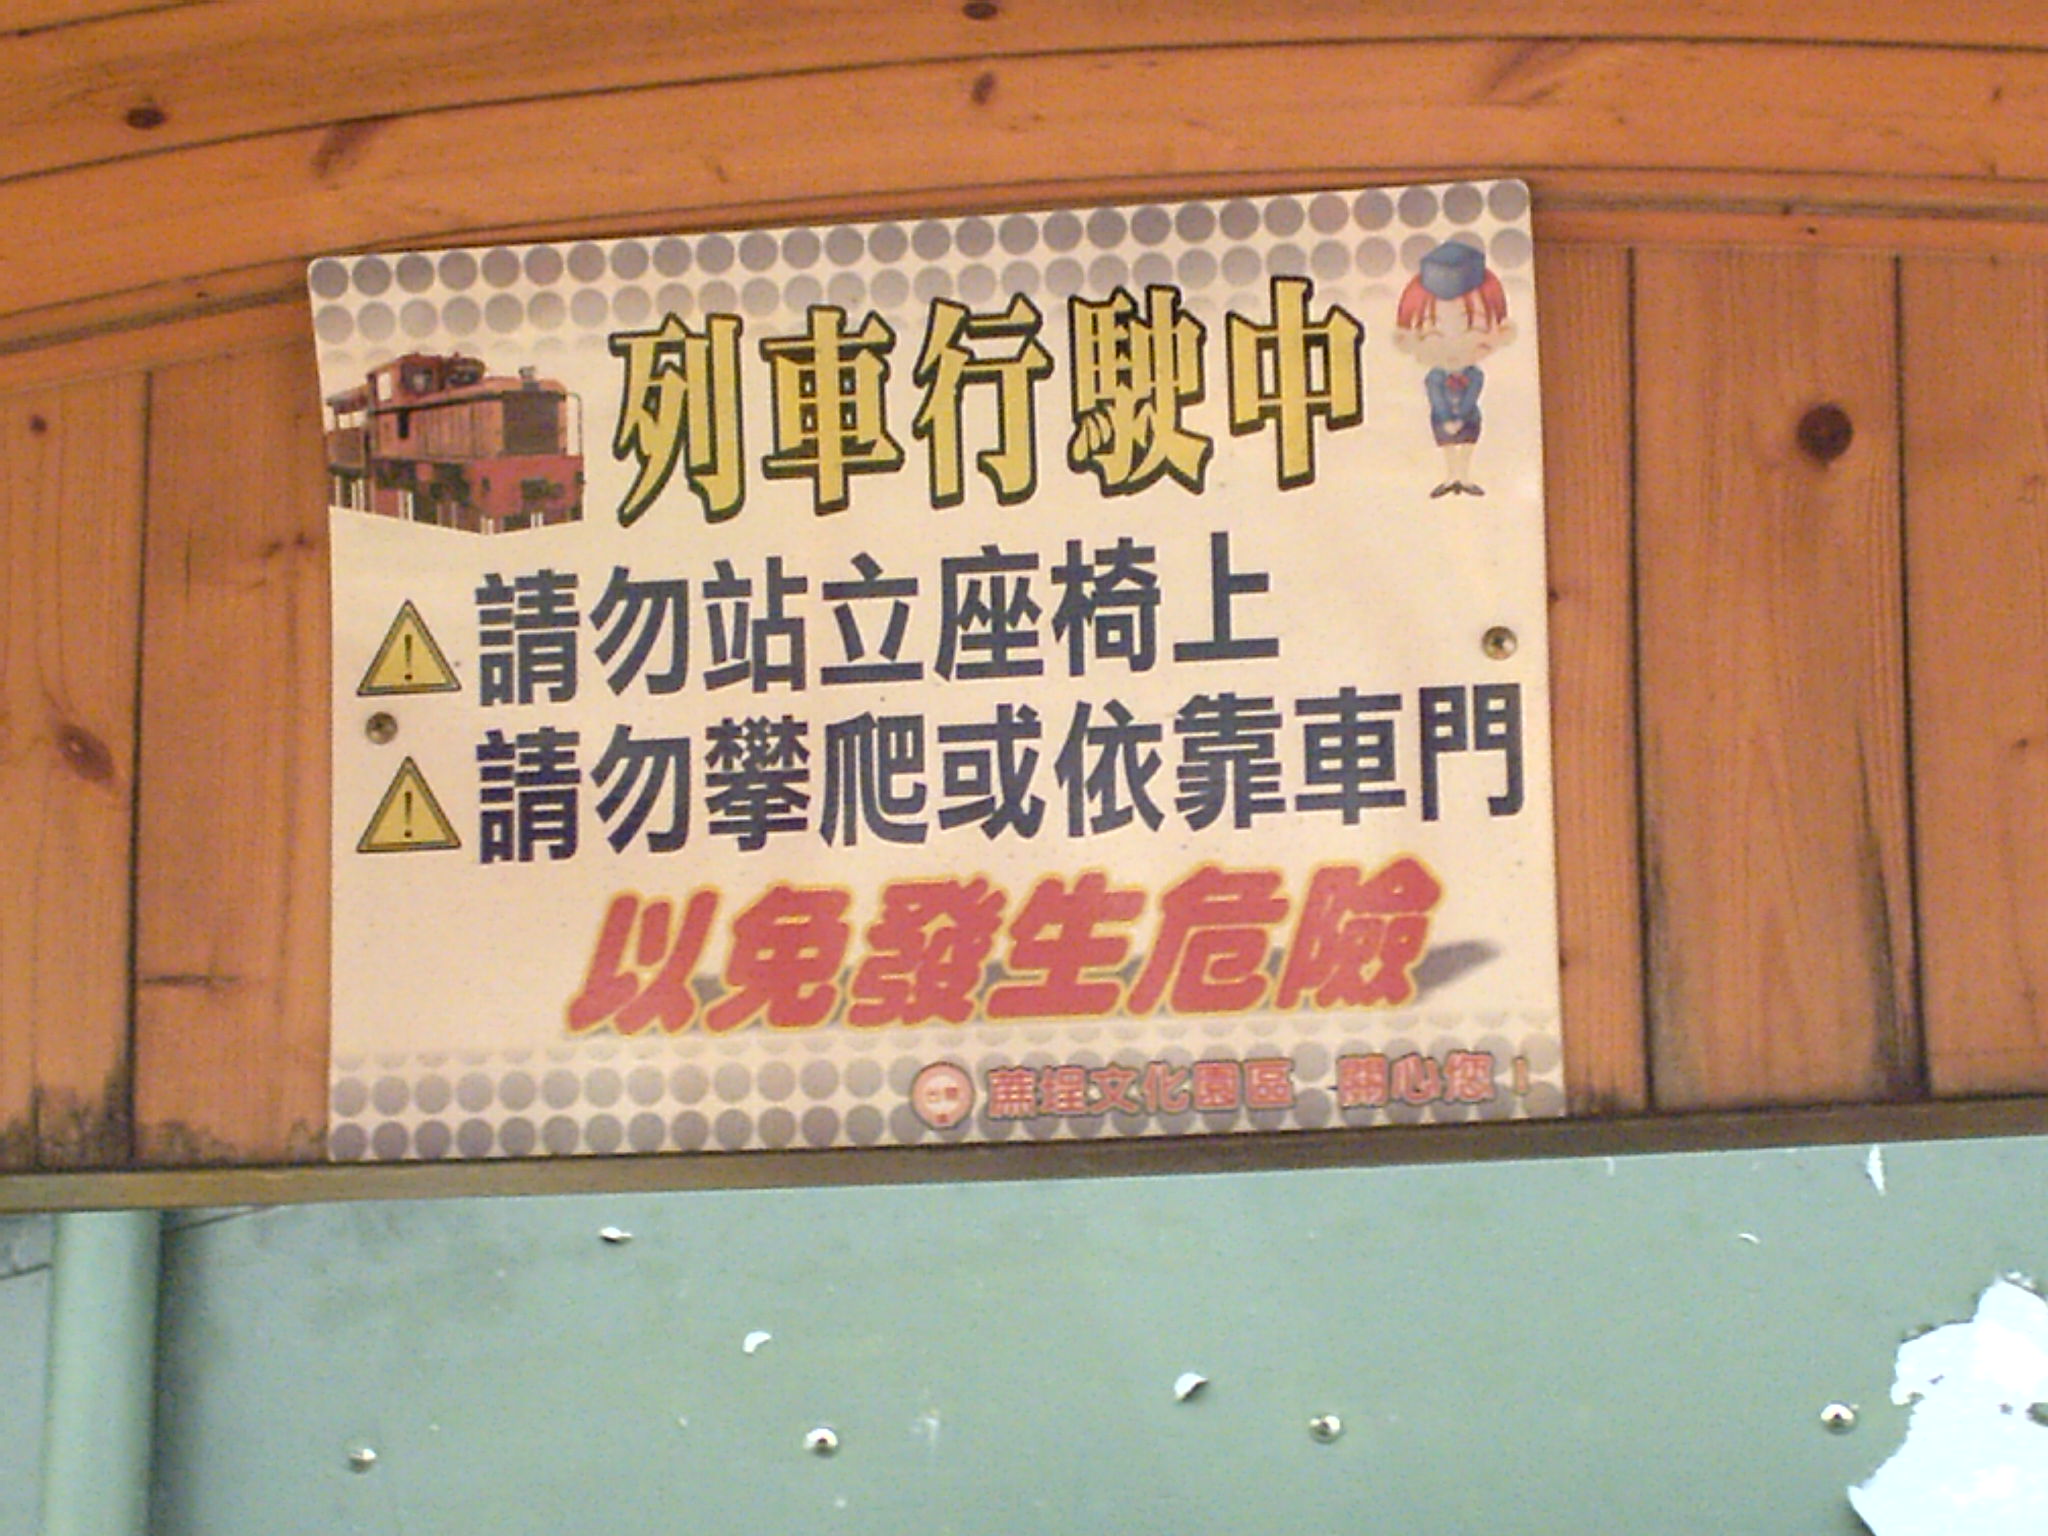 列車行駛中
請勿站立座椅上
請勿攀爬或依靠車門
以免發生危險
蕉埕文化園區 關心您！